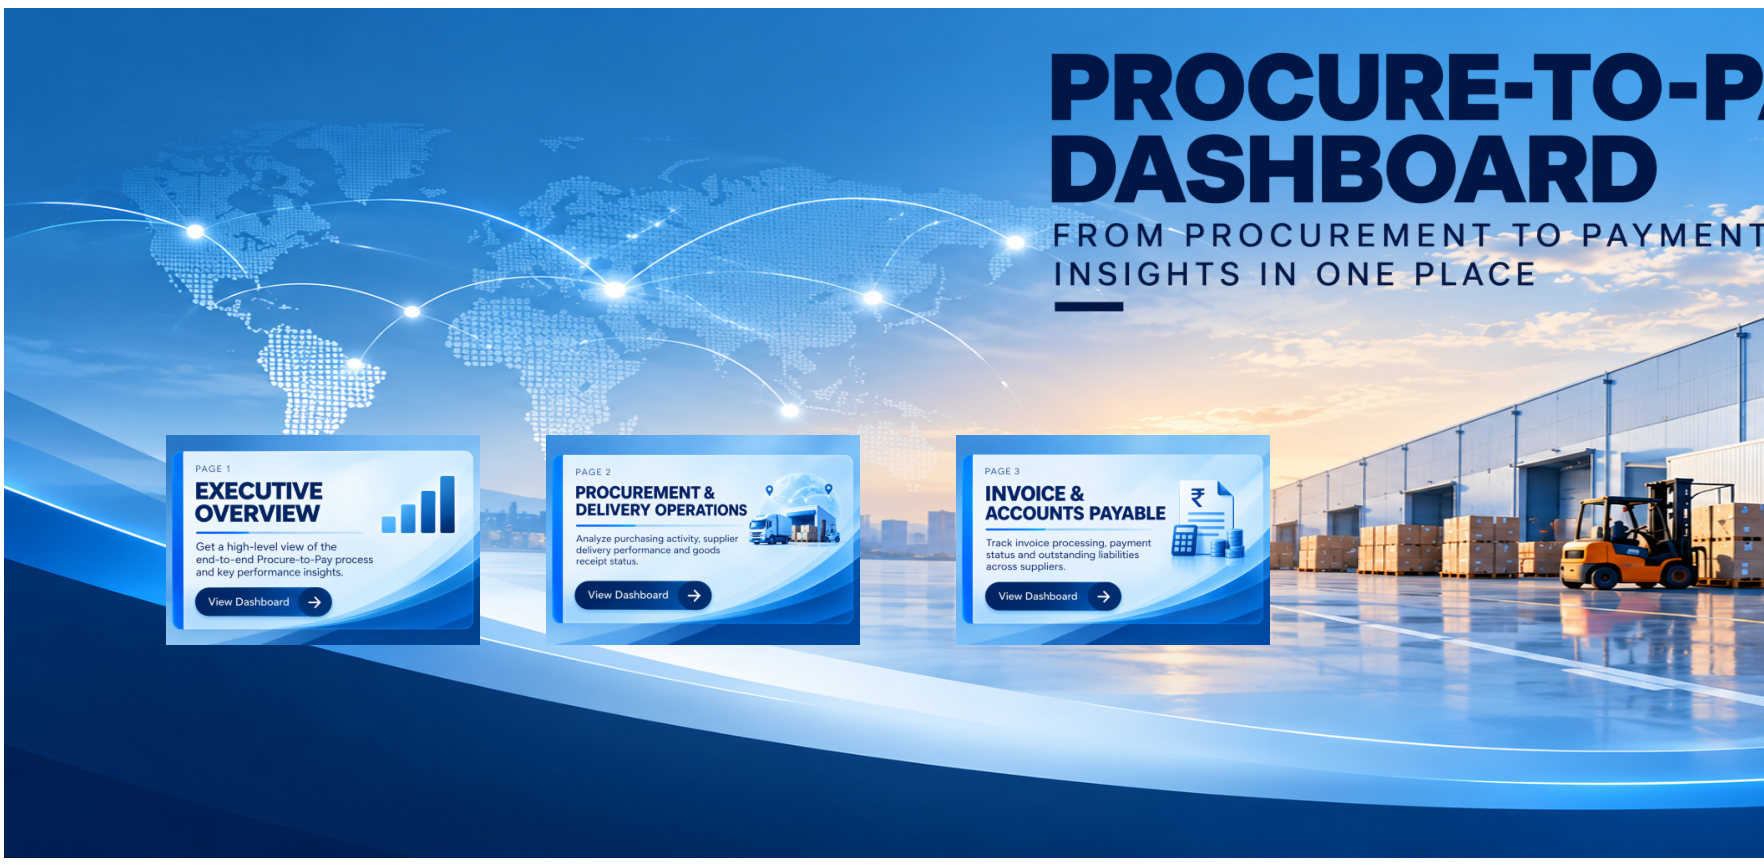 PROCURE-TO-PA
DASHBOARD
FROM PROCUREMENT TO PAYMENT
INSIGHTS IN ONE PLACE
PAGE 1
EXECUTIVE
OVERVIEW
Get a high-level view of the
end-to-end Procure-to-Pay process
and key performance insights.
View Dashboard
PAGE 2
PROCUREMENT &
DELIVERY OPERATIONS
Analyze purchasing activity, supplier
delivery performance and goods
receipt status.
View Dashboard
PAGE 3
INVOICE &
ACCOUNTS PAYABLE
Track invoice processing, payment
status and outstanding liabilities
across suppliers.
View Dashboard
₹